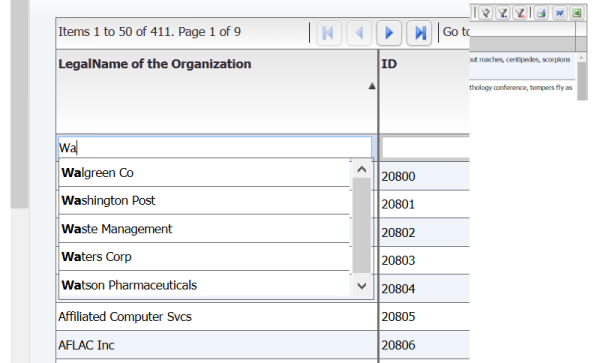 Items 1 to 50 of 411. Page 1 of 9
Go to
LegalName of the Organization
ID
out roaches, centipedes, scorpions
thology conference, tempers fly as
Wa
Walgreen Co
20800
Washington Post
20801
Waste Management
20802
Waters Corp
20803
Watson Pharmaceuticals
20804
Affiliated Computer Svcs
20805
AFLAC Inc
20806